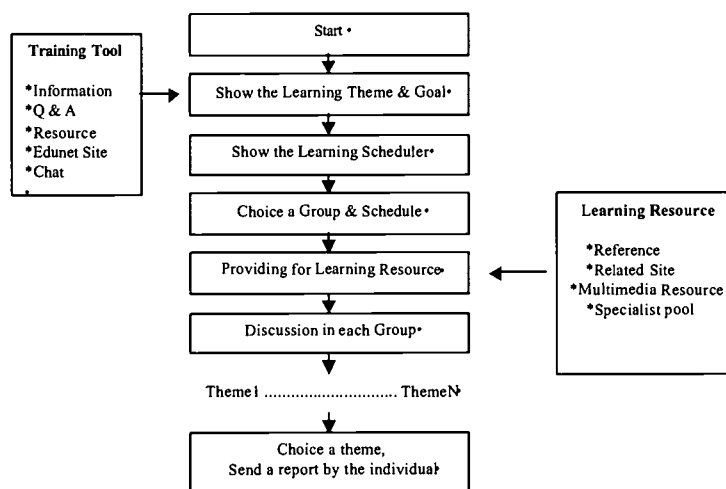 Start
Training Tool
*Information
*Q & A
*Resource
*Edunet Site
*Chat
Show the Learning Theme & Goal
Show the Learning Scheduler
Choice a Group & Schedule
Providing for Learning Resource
Learning Resource
*Reference
*Related Site
*Multimedia Resource
*Specialist pool
Discussion in each Group
Theme1 .............................. ThemeN
Choice a theme,
Send a report by the individual